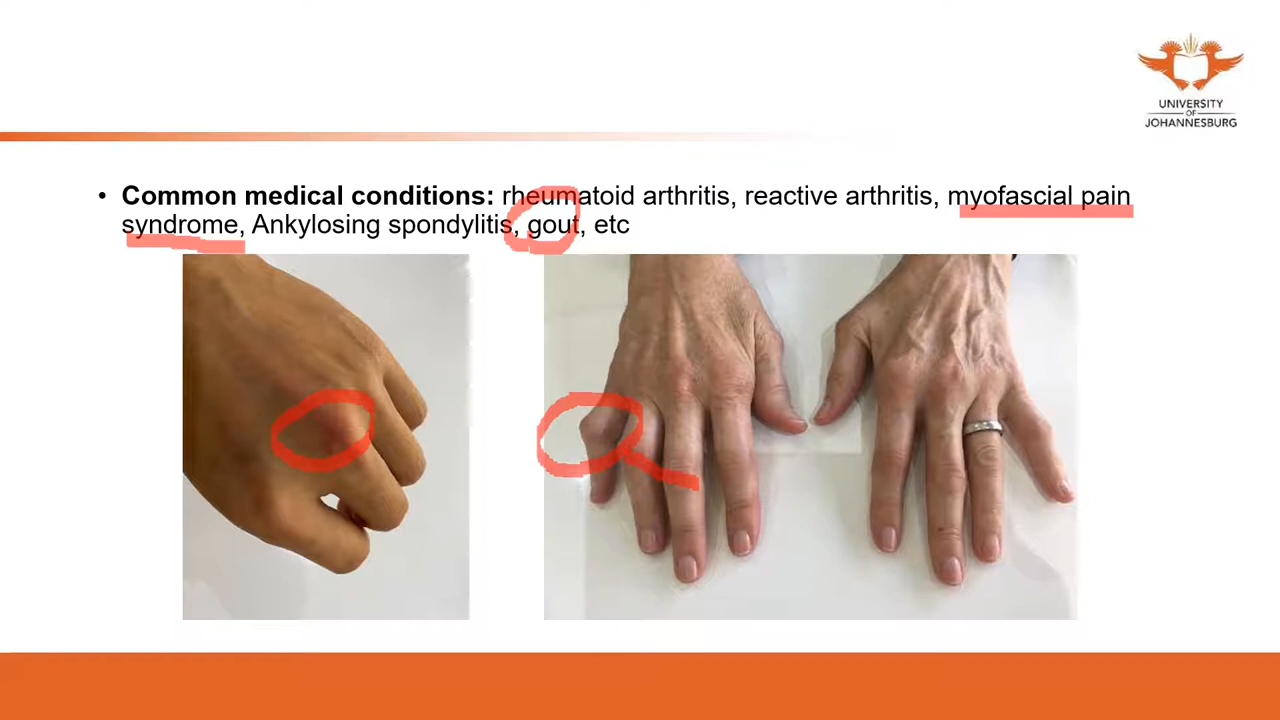 UNIVERSITY
OF
JOHANNESBURG
• Common medical conditions: rheumatoid arthritis, reactive arthritis, myofascial pain
syndrome, Ankylosing spondylitis, gout, etc